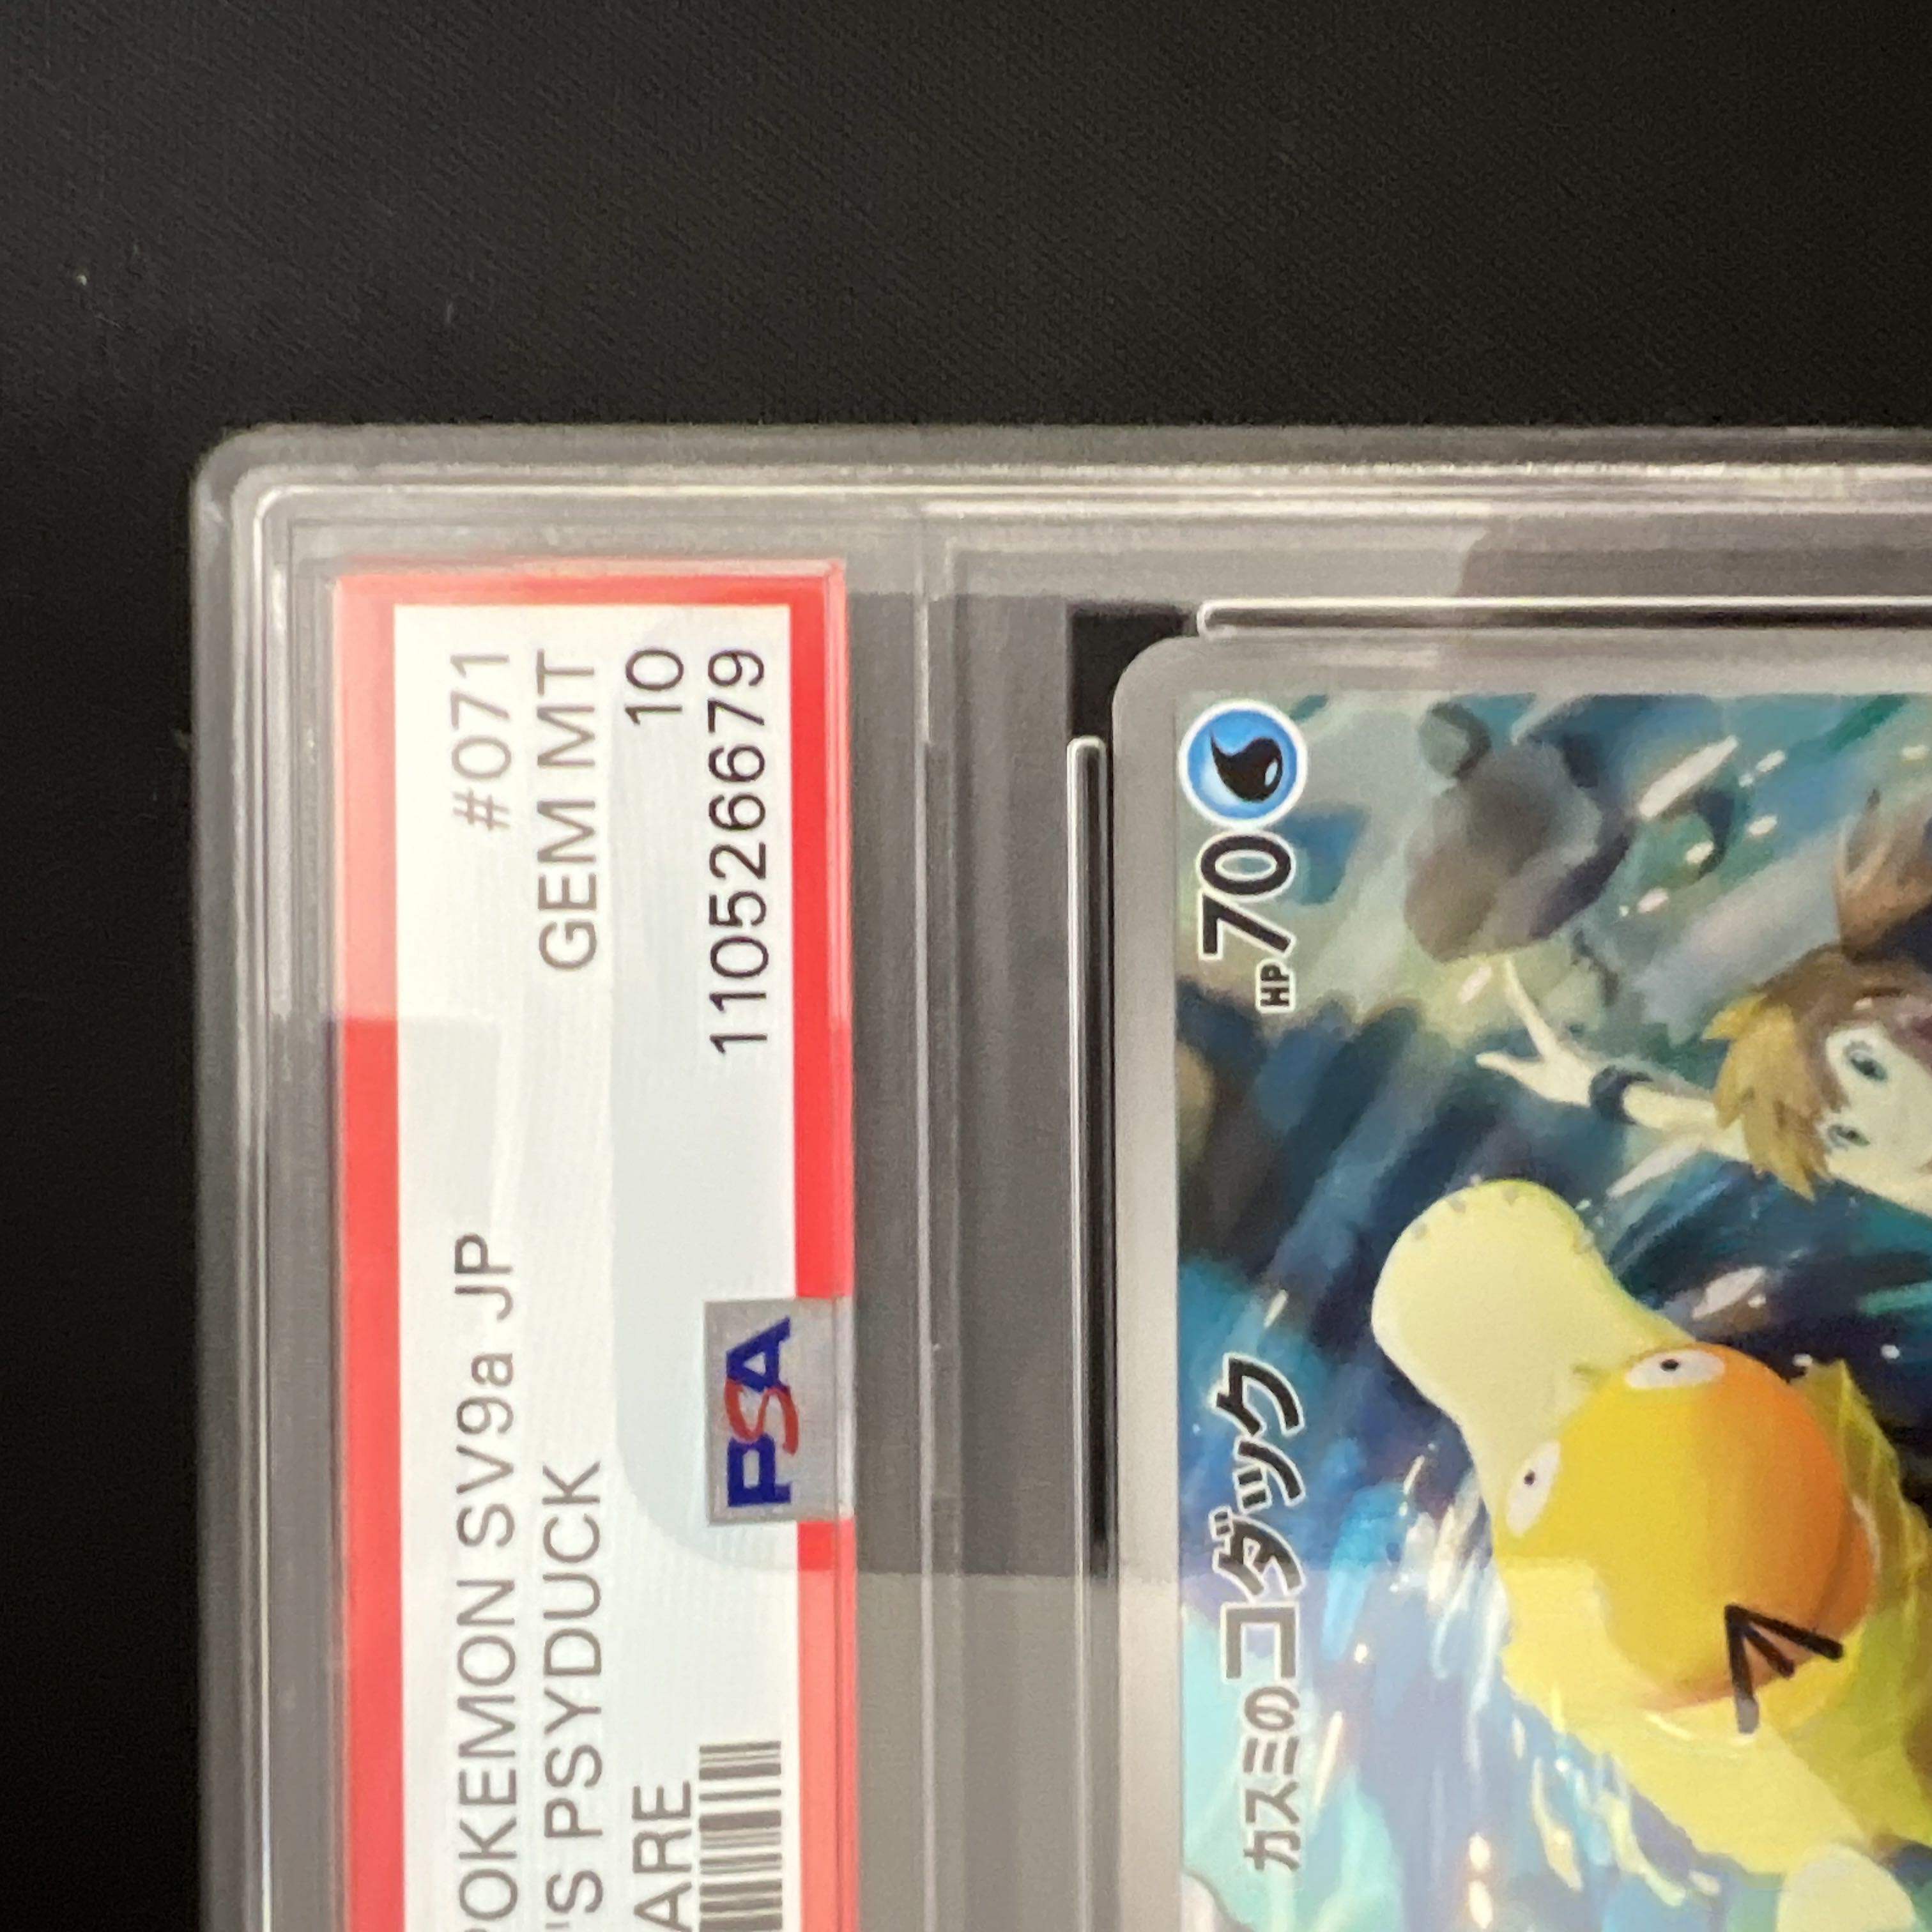 POKEMON SV9a JP #071
'S PSYDUCK GEM MT
ARE 10
110526679
PSA
カスミのコダック HP70